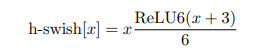 h-swish[x] = x ReLU6(x + 3) / 6